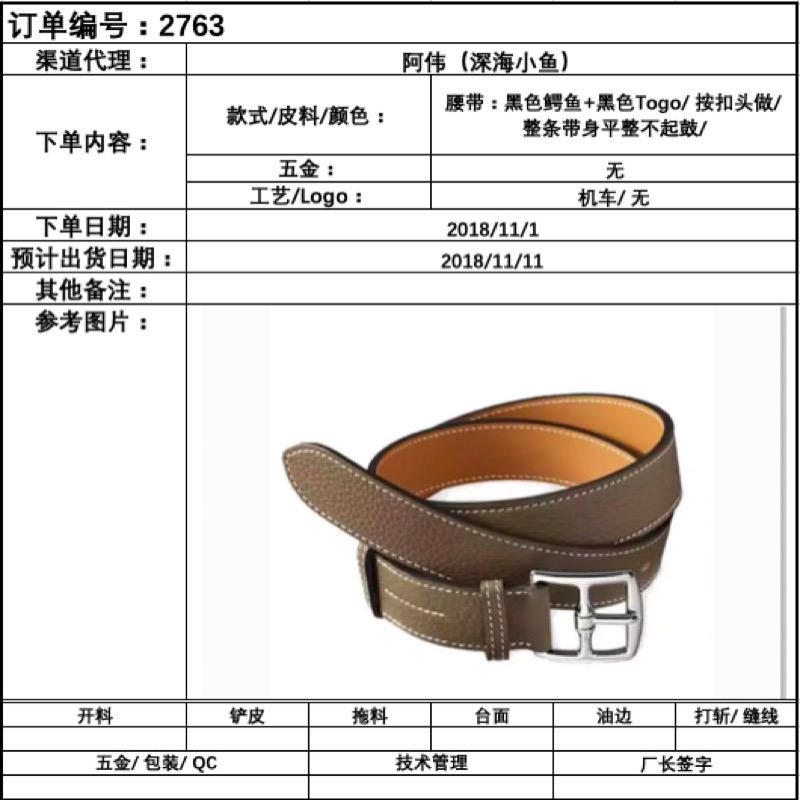 订单编号：2763
渠道代理：
阿伟（深海小鱼）
下单内容：
款式/皮料/颜色：
腰带：黑色鳄鱼+黑色Togo/ 按扣头做/
整条带身平整不起鼓/
五金：
无
工艺/Logo：
机车/ 无
下单日期：
2018/11/1
预计出货日期：
2018/11/11
其他备注：
参考图片：
开料
铲皮
拖料
台面
油边
打斩/ 缝线
五金/ 包装/ QC
技术管理
厂长签字